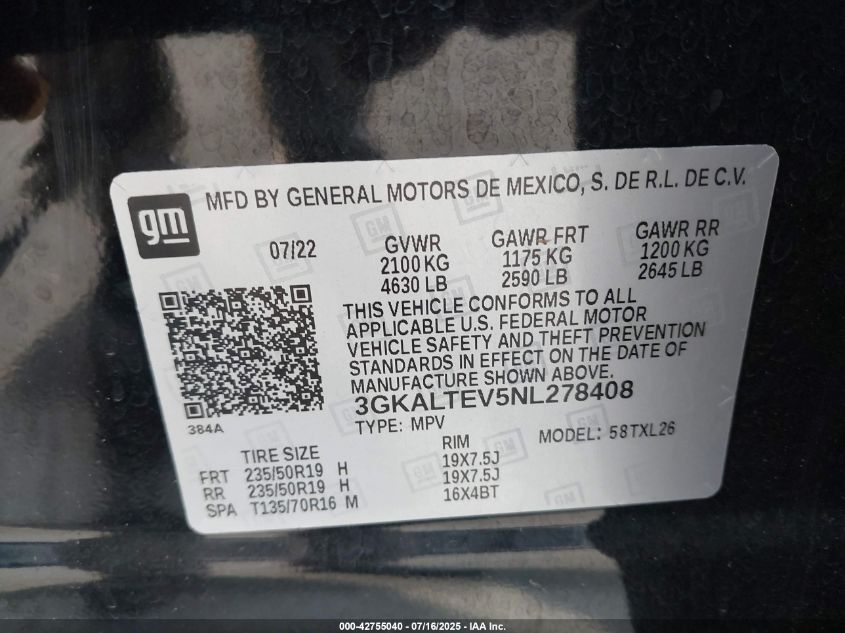 gm
MFD BY GENERAL MOTORS DE MEXICO, S. DE R.L. DE C.V.
07/22
GVWR GAWR FRT GAWR RR
2100 KG 1175 KG 1200 KG
4630 LB 2590 LB 2645 LB
THIS VEHICLE CONFORMS TO ALL
APPLICABLE U.S. FEDERAL MOTOR
VEHICLE SAFETY AND THEFT PREVENTION
STANDARDS IN EFFECT ON THE DATE OF
MANUFACTURE SHOWN ABOVE.
3GKALTEV5NL278408
384A
TYPE: MPV MODEL: 58TXL26
TIRE SIZE RIM
FRT 235/50R19 H 19X7.5J
RR 235/50R19 H 19X7.5J
SPA T135/70R16 M 16X4BT
000-42755040 - 07/16/2025 - IAA Inc.